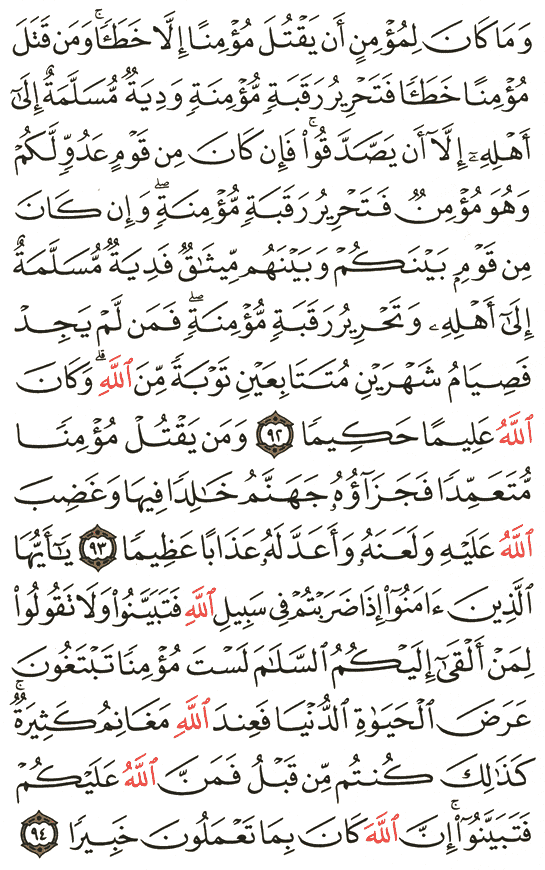 وَمَا كَانَ لِمُؤْمِنٍ أَن يَقْتُلَ مُؤْمِنًا إِلَّا خَطَـًٔا ۚ وَمَن قَتَلَ
مُؤْمِنًا خَطَـًٔا فَتَحْرِيرُ رَقَبَةٍ مُّؤْمِنَةٍ وَدِيَةٌ مُّسَلَّمَةٌ إِلَىٰٓ
أَهْلِهِۦٓ إِلَّآ أَن يَصَّدَّقُوا۟ ۚ فَإِن كَانَ مِن قَوْمٍ عَدُوٍّ لَّكُمْ
وَهُوَ مُؤْمِنٌ فَتَحْرِيرُ رَقَبَةٍ مُّؤْمِنَةٍ ۖ وَإِن كَانَ
مِن قَوْمٍۭ بَيْنَكُمْ وَبَيْنَهُم مِّيثَـٰقٌ فَدِيَةٌ مُّسَلَّمَةٌ
إِلَىٰٓ أَهْلِهِۦ وَتَحْرِيرُ رَقَبَةٍ مُّؤْمِنَةٍ ۖ فَمَن لَّمْ يَجِدْ
فَصِيَامُ شَهْرَيْنِ مُتَتَابِعَيْنِ تَوْبَةً مِّنَ ٱللَّهِ ۗ وَكَانَ
ٱللَّهُ عَلِيمًا حَكِيمًا ٩٢ وَمَن يَقْتُلْ مُؤْمِنًا
مُّتَعَمِّدًا فَجَزَآؤُهُۥ جَهَنَّمُ خَـٰلِدًا فِيهَا وَغَضِبَ
ٱللَّهُ عَلَيْهِ وَلَعَنَهُۥ وَأَعَدَّ لَهُۥ عَذَابًا عَظِيمًا ٩٣ يَـٰٓأَيُّهَا
ٱلَّذِينَ ءَامَنُوٓا۟ إِذَا ضَرَبْتُمْ فِى سَبِيلِ ٱللَّهِ فَتَبَيَّنُوا۟ وَلَا تَقُولُوا۟
لِمَنْ أَلْقَىٰٓ إِلَيْكُمُ ٱلسَّلَـٰمَ لَسْتَ مُؤْمِنًا تَبْتَغُونَ
عَرَضَ ٱلْحَيَوٰةِ ٱلدُّنْيَا فَعِندَ ٱللَّهِ مَغَانِمُ كَثِيرَةٌ ۚ
كَذَٰلِكَ كُنتُم مِّن قَبْلُ فَمَنَّ ٱللَّهُ عَلَيْكُمْ
فَتَبَيَّنُوٓا۟ ۚ إِنَّ ٱللَّهَ كَانَ بِمَا تَعْمَلُونَ خَبِيرًا ٩٤